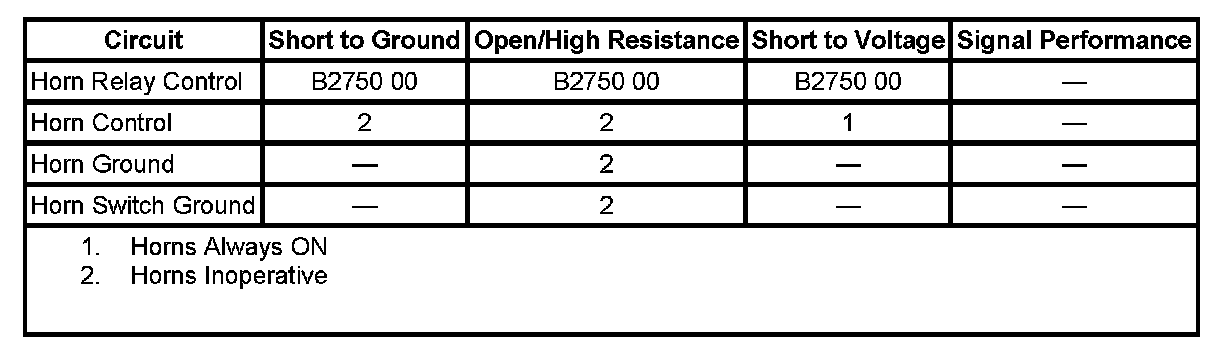 Circuit Short to Ground Open/High Resistance Short to Voltage Signal Performance
Horn Relay Control B2750 00 B2750 00 B2750 00 —
Horn Control 2 2 1 —
Horn Ground — 2 — —
Horn Switch Ground — 2 — —
1. Horns Always ON
2. Horns Inoperative